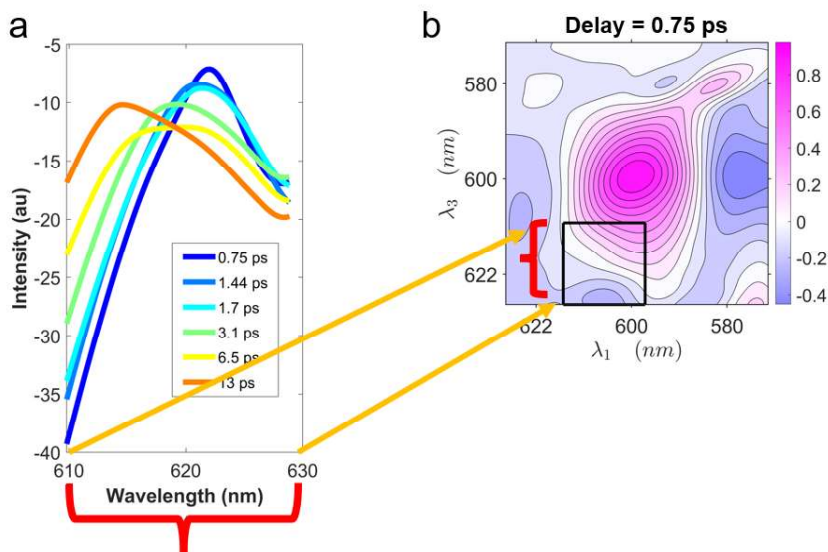 a
-5
-10
-15
-20
-25
-30
-35
-40
Intensity (au)
0.75 ps
1.44 ps
1.7 ps
3.1 ps
6.5 ps
13 ps
610
620
630
Wavelength (nm)
b
Delay = 0.75 ps
580
600
622
λ3 (nm)
622
600
580
λ1 (nm)
0.8
0.6
0.4
0.2
0
-0.2
-0.4